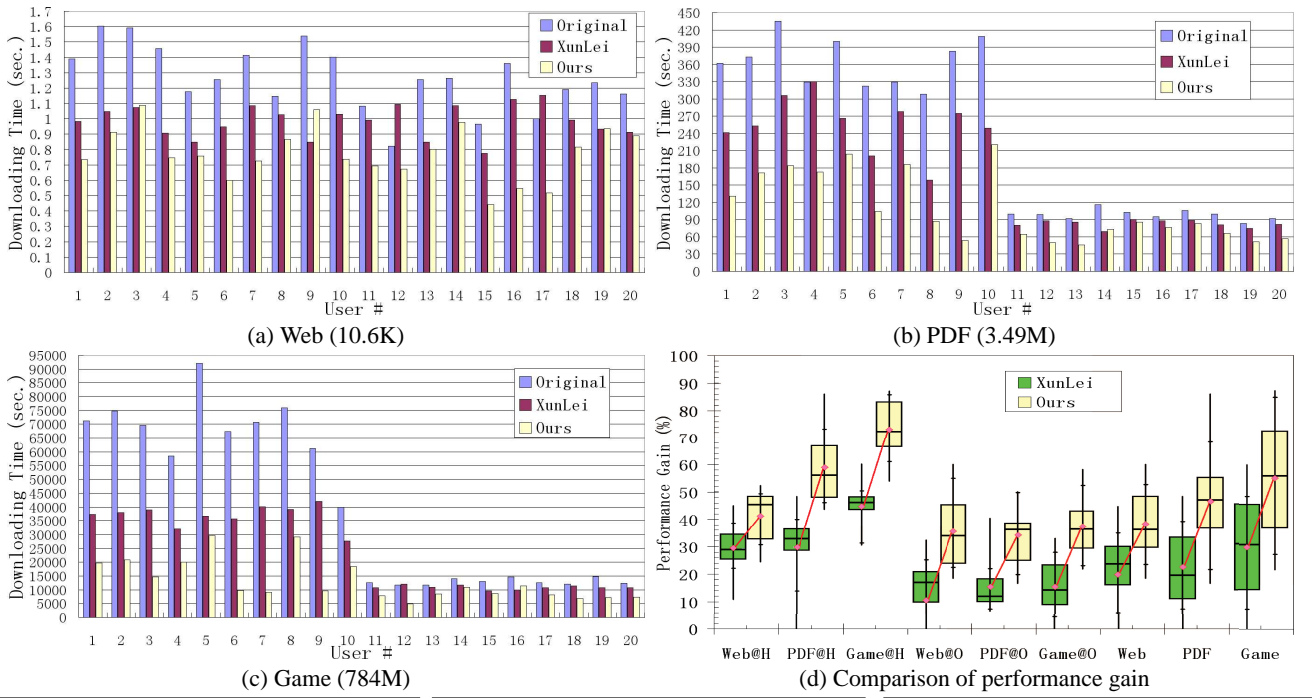 1.7
1.6
1.5
1.4
1.3
1.2
1.1
1
0.9
0.8
0.7
0.6
0.5
0.4
0.3
0.2
0.1
0
Downloading Time (sec.)
Original
XunLei
Ours
1 2 3 4 5 6 7 8 9 10 11 12 13 14 15 16 17 18 19 20
User #
(a) Web (10.6K)
450
420
390
360
330
300
270
240
210
180
150
120
90
60
30
0
Downloading Time (sec.)
Original
XunLei
Ours
1 2 3 4 5 6 7 8 9 10 11 12 13 14 15 16 17 18 19 20
User #
(b) PDF (3.49M)
95000
90000
85000
80000
75000
70000
65000
60000
55000
50000
45000
40000
35000
30000
25000
20000
15000
10000
5000
0
Downloading Time (sec.)
Original
XunLei
Ours
1 2 3 4 5 6 7 8 9 10 11 12 13 14 15 16 17 18 19 20
User #
(c) Game (784M)
100
90
80
70
60
50
40
30
20
10
0
Performance Gain (%)
XunLei
Ours
Web@H PDF@H Game@H Web@O PDF@O Game@O Web PDF Game
(d) Comparison of performance gain